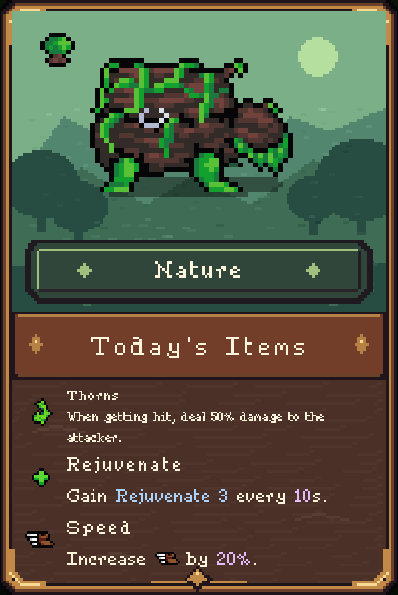 Nature
Today's Items
Thorns
When getting hit, deal 50% damage to the
attacker.
Rejuvenate
Gain Rejuvenate 3 every 10s.
Speed
Increase by 20%.